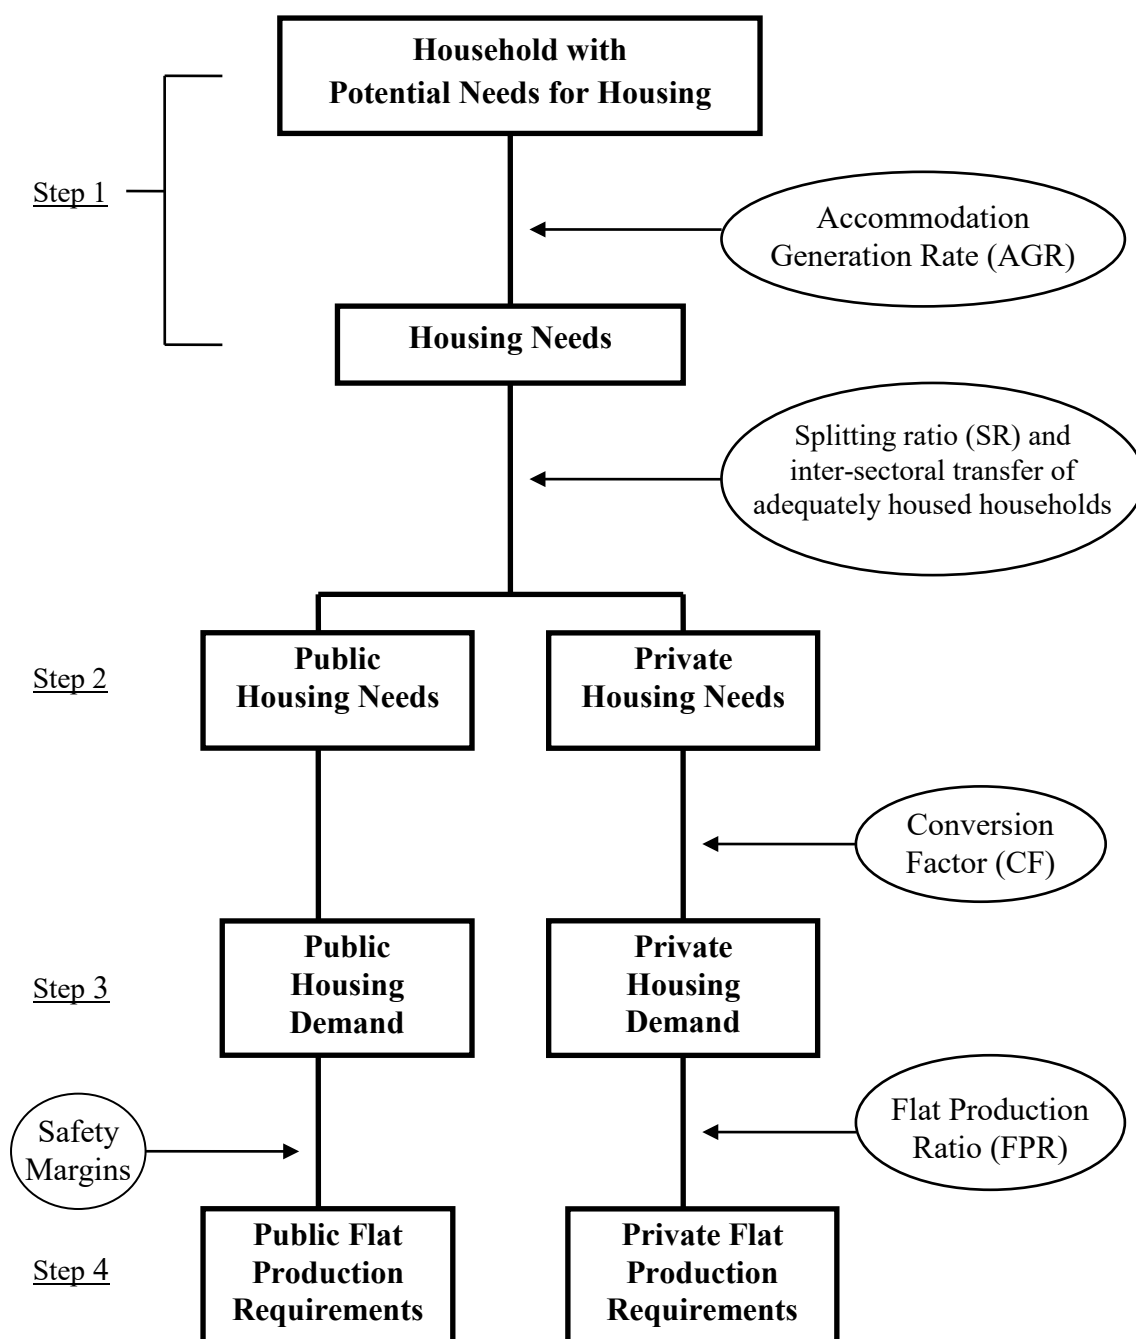 Household with
Potential Needs for Housing
Step 1
Accommodation
Generation Rate (AGR)
Housing Needs
Splitting ratio (SR) and
inter-sectoral transfer of
adequately housed households
Step 2
Public
Housing Needs
Private
Housing Needs
Conversion
Factor (CF)
Step 3
Public
Housing
Demand
Private
Housing
Demand
Safety
Margins
Flat Production
Ratio (FPR)
Step 4
Public Flat
Production
Requirements
Private Flat
Production
Requirements